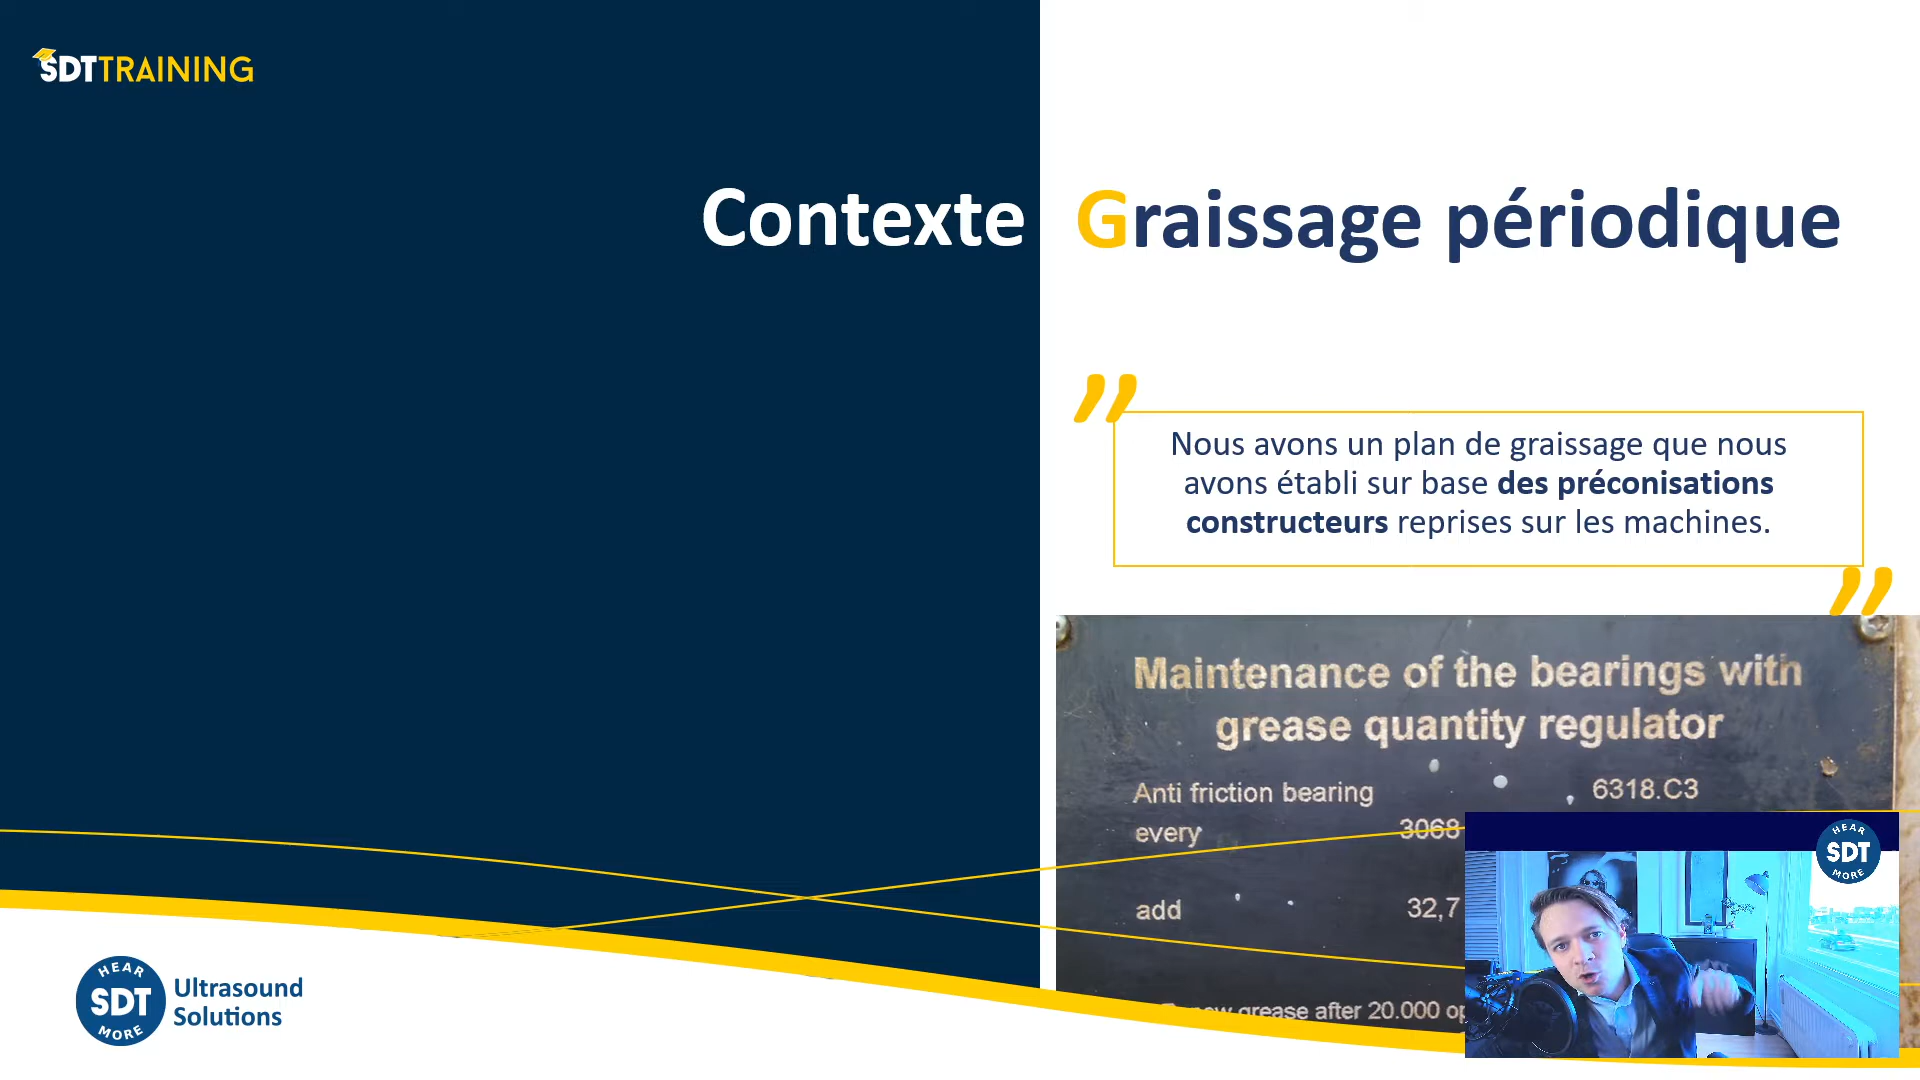 SDTTRAINING
Contexte Graissage périodique
”
Nous avons un plan de graissage que nous
avons établi sur base des préconisations
constructeurs reprises sur les machines.
”
Maintenance of the bearings with
grease quantity regulator
Anti friction bearing 6318.C3
every 3068
add 32,7
grease after 20.000
HEAR
SDT
MORE
Ultrasound
Solutions
HEAR
SDT
MORE